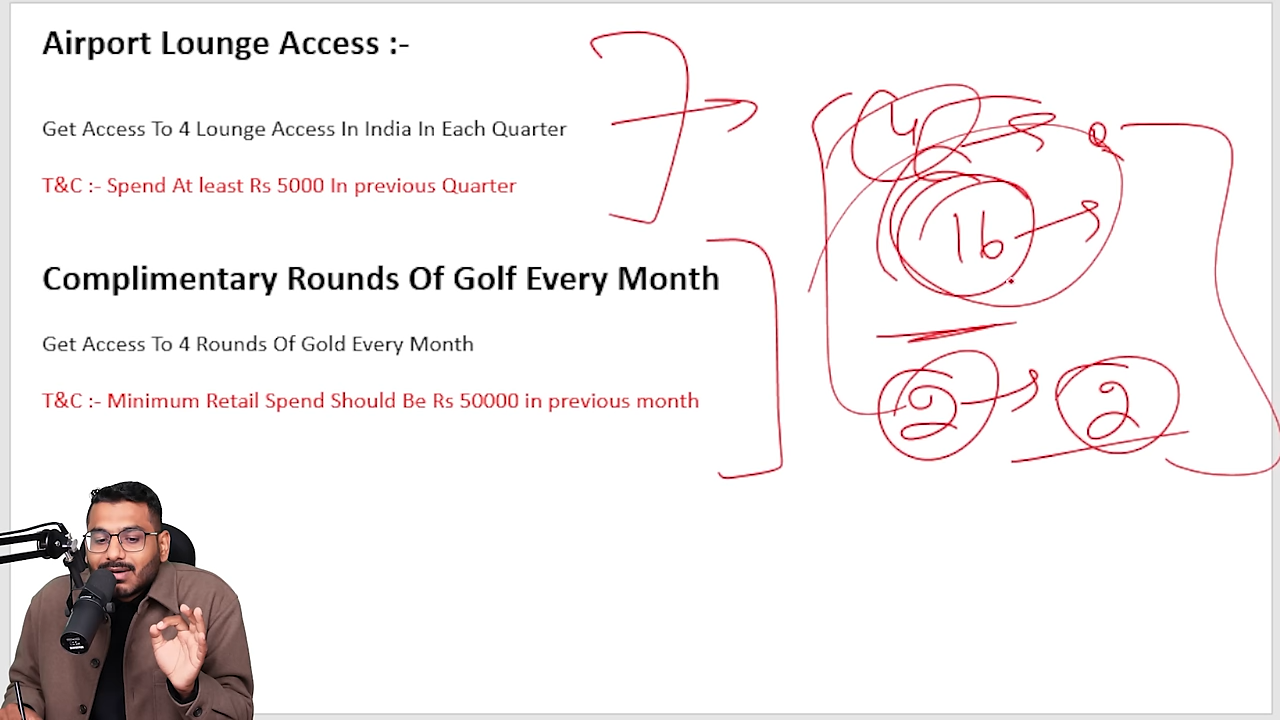 Airport Lounge Access :-
Get Access To 4 Lounge Access In India In Each Quarter
T&C :- Spend At least Rs 5000 In previous Quarter
Complimentary Rounds Of Golf Every Month
Get Access To 4 Rounds Of Gold Every Month
T&C :- Minimum Retail Spend Should Be Rs 50000 in previous month
4
16
2 2